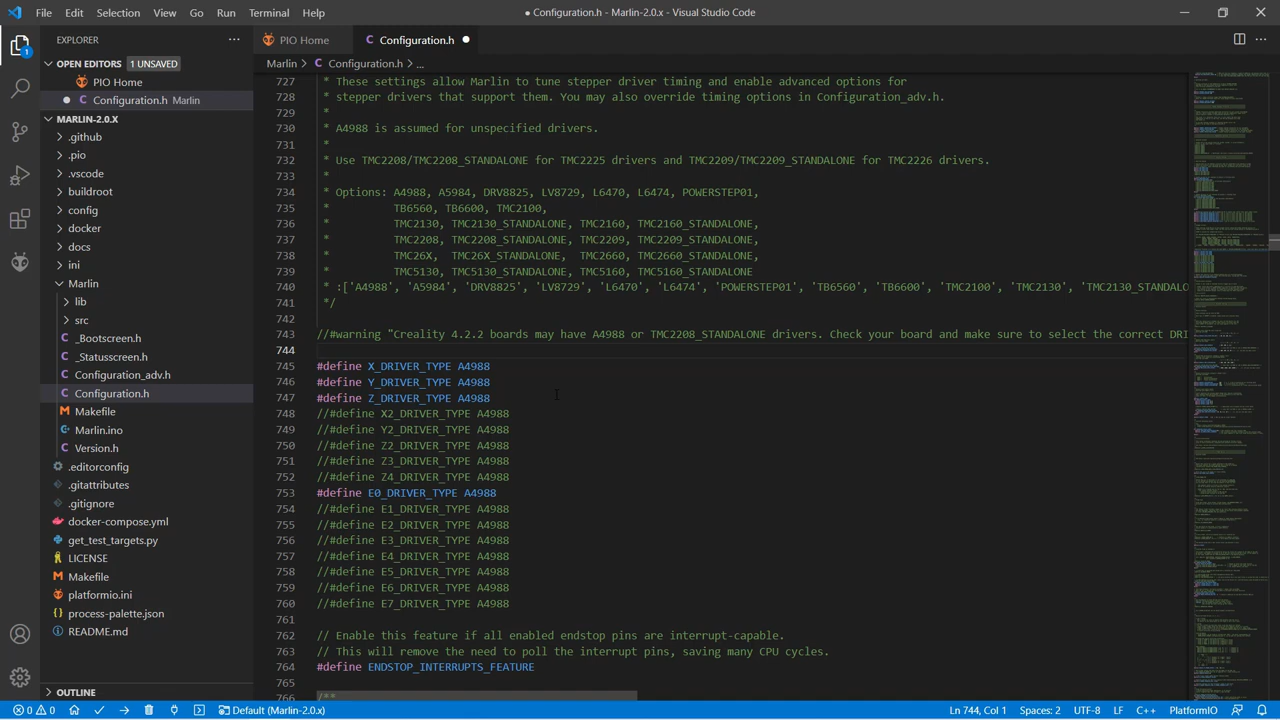 File Edit Selection View Go Run Terminal Help
● Configuration.h - Marlin-2.0.x - Visual Studio Code
EXPLORER
OPEN EDITORS 1 UNSAVED
PIO Home
Configuration.h Marlin
MARLIN-2.0.X
.github
.pio
.vscode
buildroot
config
docker
docs
ini
Marlin
lib
src
_Bootscreen.h
_Statusscreen.h
Configuration_adv.h
Configuration.h
Makefile
Marlin.ino
Version.h
.editorconfig
.gitattributes
.gitignore
docker-compose.yml
get_test_targets.py
LICENSE
Makefile
platformio.ini
process-palette.json
README.md
OUTLINE
1
PIO Home
Configuration.h
Marlin > Configuration.h > ...
727 * These settings allow Marlin to tune stepper driver timing and enable advanced options for
728 * stepper drivers that support them. You may also override timing options in Configuration_adv.h.
729 *
730 * A4988 is assumed for unspecified drivers.
731 *
732 * Use TMC2208/TMC2208_STANDALONE for TMC2225 drivers and TMC2209/TMC2209_STANDALONE for TMC2226 drivers.
733 *
734 * Options: A4988, A5984, DRV8825, LV8729, L6470, L6474, POWERSTEP01,
735 * TB6560, TB6600, TMC2100,
736 * TMC2130, TMC2130_STANDALONE, TMC2160, TMC2160_STANDALONE,
737 * TMC2208, TMC2208_STANDALONE, TMC2209, TMC2209_STANDALONE,
738 * TMC26X, TMC26X_STANDALONE, TMC2660, TMC2660_STANDALONE,
739 * TMC5130, TMC5130_STANDALONE, TMC5160, TMC5160_STANDALONE
740 * :['A4988', 'A5984', 'DRV8825', 'LV8729', 'L6470', 'L6474', 'POWERSTEP01', 'TB6560', 'TB6600', 'TMC2100', 'TMC2130', 'TMC2130_STANDALO
741 */
742
743 //#warning "Creality 4.2.2 boards may have A4988 or TMC2208_STANDALONE drivers. Check your board and make sure to select the correct DRI
744
745 #define X_DRIVER_TYPE A4988
746 #define Y_DRIVER_TYPE A4988
747 #define Z_DRIVER_TYPE A4988
748 //#define X2_DRIVER_TYPE A4988
749 //#define Y2_DRIVER_TYPE A4988
750 //#define Z2_DRIVER_TYPE A4988
751 //#define Z3_DRIVER_TYPE A4988
752 //#define Z4_DRIVER_TYPE A4988
753 #define E0_DRIVER_TYPE A4988
754 //#define E1_DRIVER_TYPE A4988
755 //#define E2_DRIVER_TYPE A4988
756 //#define E3_DRIVER_TYPE A4988
757 //#define E4_DRIVER_TYPE A4988
758 //#define E5_DRIVER_TYPE A4988
759 //#define E6_DRIVER_TYPE A4988
760 //#define E7_DRIVER_TYPE A4988
761
762 // Enable this feature if all enabled endstop pins are interrupt-capable.
763 // This will remove the need to poll the interrupt pins, saving many CPU cycles.
764 #define ENDSTOP_INTERRUPTS_FEATURE
765
766 /**
0 0 Default (Marlin-2.0.x) Ln 744, Col 1 Spaces: 2 UTF-8 LF C++ PlatformIO